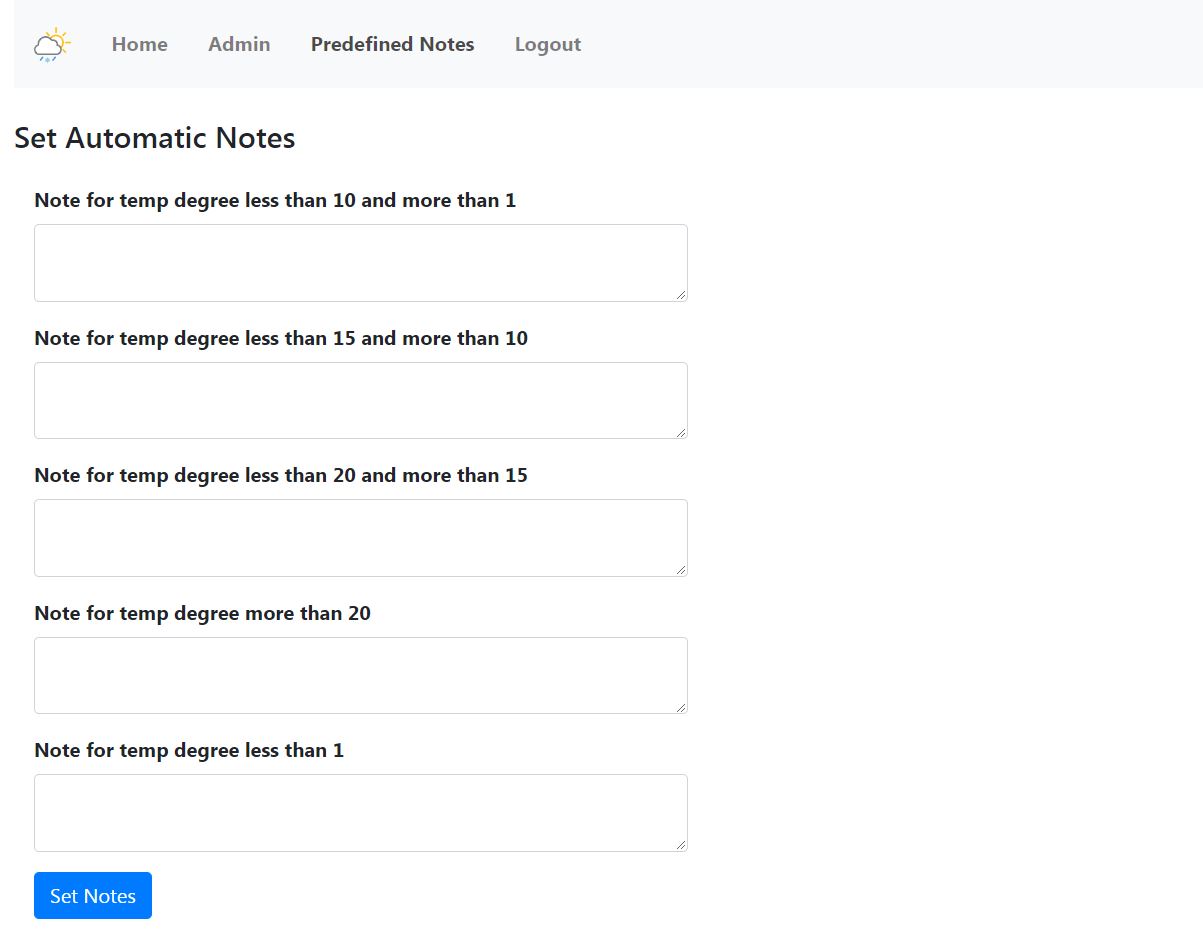 Home Admin Predefined Notes Logout
Set Automatic Notes
Note for temp degree less than 10 and more than 1
Note for temp degree less than 15 and more than 10
Note for temp degree less than 20 and more than 15
Note for temp degree more than 20
Note for temp degree less than 1
Set Notes